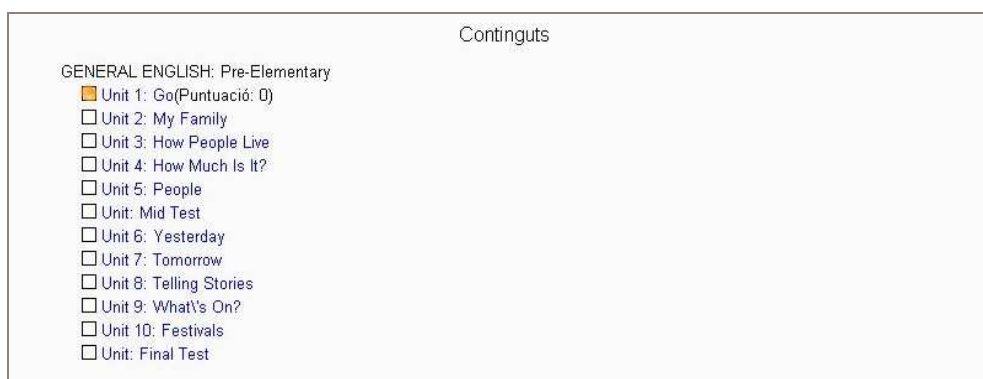 Continguts
GENERAL ENGLISH: Pre-Elementary
Unit 1: Go(Puntuació: 0)
Unit 2: My Family
Unit 3: How People Live
Unit 4: How Much Is It?
Unit 5: People
Unit: Mid Test
Unit 6: Yesterday
Unit 7: Tomorrow
Unit 8: Telling Stories
Unit 9: What\'s On?
Unit 10: Festivals
Unit: Final Test